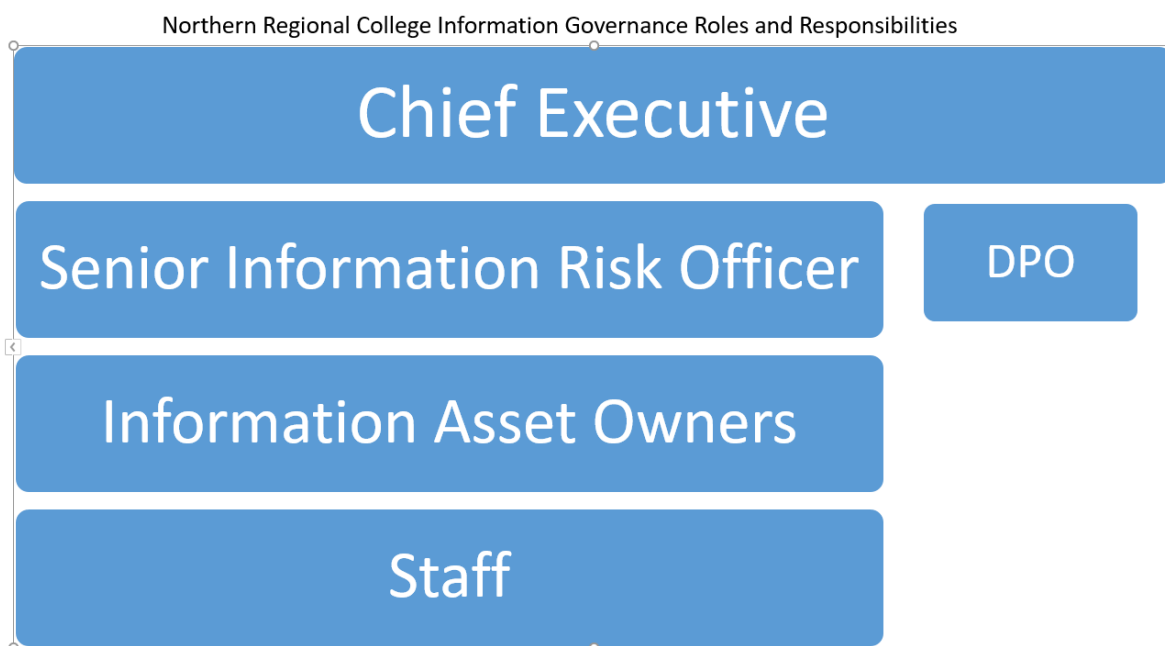 Northern Regional College Information Governance Roles and Responsibilities
Chief Executive
Senior Information Risk Officer
DPO
Information Asset Owners
Staff